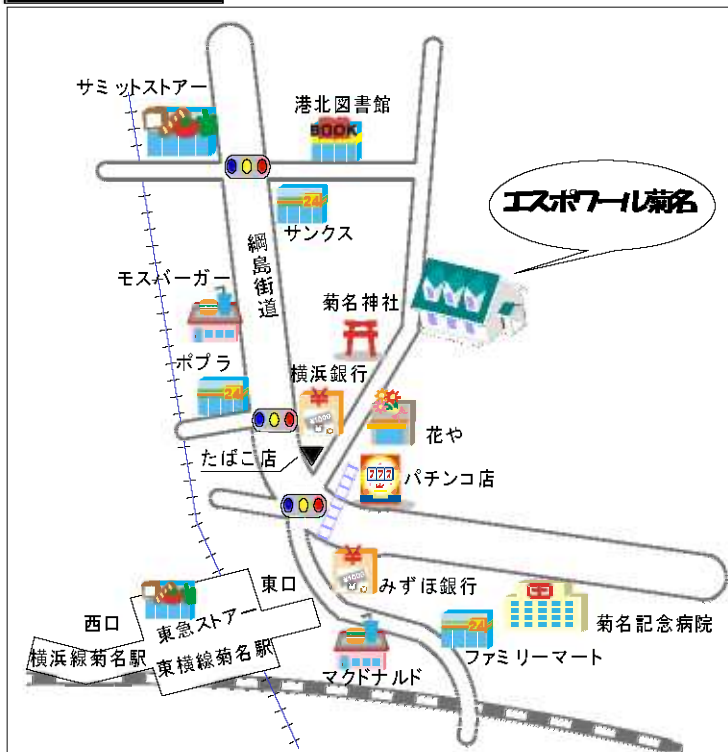 サミットストアー
港北図書館
BOOK
エスポワール菊名
24
サンクス
綱島街道
モスバーガー
菊名神社
ポプラ
24
横浜銀行
¥1000
花や
たばこ店
777
パチンコ店
東口
みずほ銀行
¥1000
西口
東急ストアー
24
菊名記念病院
横浜線菊名駅
東横線菊名駅
マクドナルド
ファミリーマート